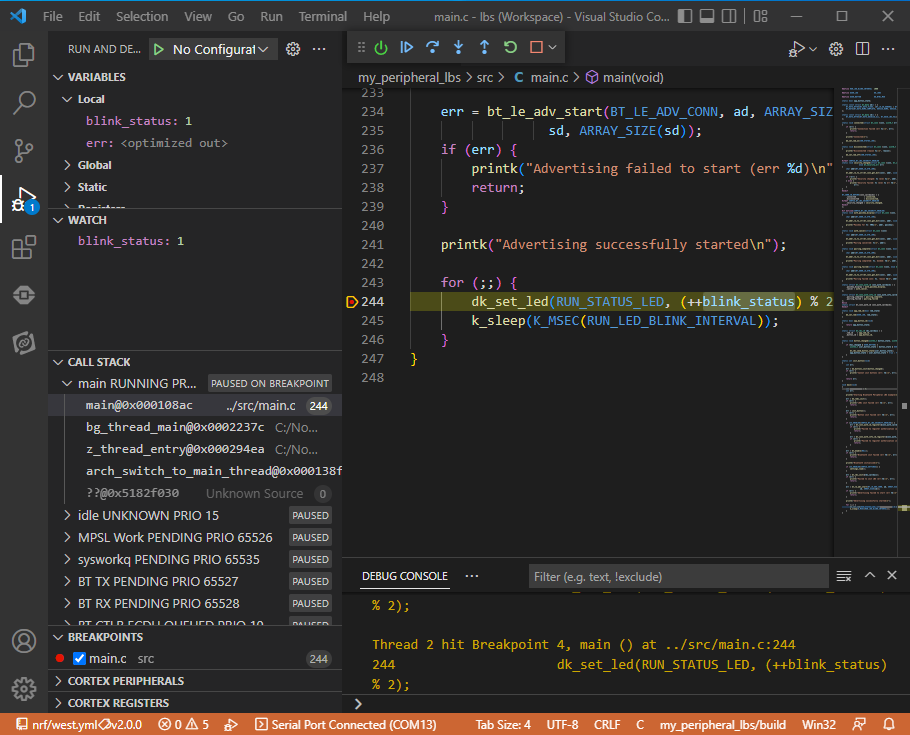 File Edit Selection View Go Run Terminal Help main.c - lbs (Workspace) - Visual Studio Co...
RUN AND DE... No Configurat
my_peripheral_lbs > src > C main.c > main(void)
VARIABLES
Local
blink_status: 1
err: <optimized out>
Global
Static
Registers
WATCH
blink_status: 1
CALL STACK
main RUNNING PR... PAUSED ON BREAKPOINT
main@0x000108ac ../src/main.c 244
bg_thread_main@0x0002237c C:/No...
z_thread_entry@0x000294ea C:/No...
arch_switch_to_main_thread@0x000138f
??@0x5182f030 Unknown Source 0
idle UNKNOWN PRIO 15 PAUSED
MPSL Work PENDING PRIO 65526 PAUSED
sysworkq PENDING PRIO 65535 PAUSED
BT TX PENDING PRIO 65527 PAUSED
BT RX PENDING PRIO 65528 PAUSED
BT CTLR ECDH QUEUED PRIO 10 PAUSED
BREAKPOINTS
main.c src 244
CORTEX PERIPHERALS
CORTEX REGISTERS
1
233
234 err = bt_le_adv_start(BT_LE_ADV_CONN, ad, ARRAY_SIZ
235 sd, ARRAY_SIZE(sd));
236 if (err) {
237 printk("Advertising failed to start (err %d)\n"
238 return;
239 }
240
241 printk("Advertising successfully started\n");
242
243 for (;;) {
244 dk_set_led(RUN_STATUS_LED, (++blink_status) % 2
245 k_sleep(K_MSEC(RUN_LED_BLINK_INTERVAL));
246 }
247 }
248
DEBUG CONSOLE ... Filter (e.g. text, !exclude)
% 2);
Thread 2 hit Breakpoint 4, main () at ../src/main.c:244
244 dk_set_led(RUN_STATUS_LED, (++blink_status)
% 2);
>
nrf/west.yml v2.0.0 0 5 Serial Port Connected (COM13) Tab Size: 4 UTF-8 CRLF C my_peripheral_lbs/build Win32